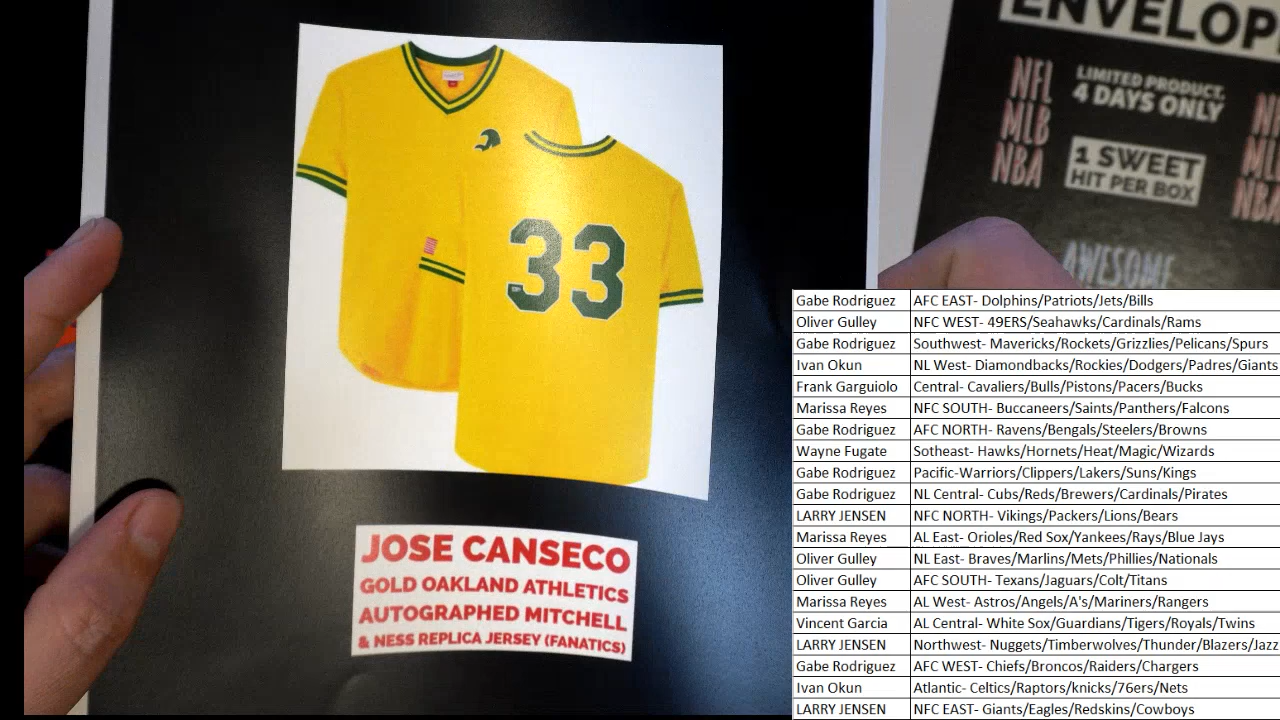 ENVELOP
NFL
MLB
NBA
LIMITED PRODUCT.
4 DAYS ONLY
1 SWEET
HIT PER BOX
AWESOME
33
JOSE CANSECO
GOLD OAKLAND ATHLETICS
AUTOGRAPHED MITCHELL
& NESS REPLICA JERSEY (FANATICS)
Gabe Rodriguez AFC EAST- Dolphins/Patriots/Jets/Bills
Oliver Gulley NFC WEST- 49ERS/Seahawks/Cardinals/Rams
Gabe Rodriguez Southwest- Mavericks/Rockets/Grizzlies/Pelicans/Spurs
Ivan Okun NL West- Diamondbacks/Rockies/Dodgers/Padres/Giants
Frank Garguiolo Central- Cavaliers/Bulls/Pistons/Pacers/Bucks
Marissa Reyes NFC SOUTH- Buccaneers/Saints/Panthers/Falcons
Gabe Rodriguez AFC NORTH- Ravens/Bengals/Steelers/Browns
Wayne Fugate Sotheast- Hawks/Hornets/Heat/Magic/Wizards
Gabe Rodriguez Pacific-Warriors/Clippers/Lakers/Suns/Kings
Gabe Rodriguez NL Central- Cubs/Reds/Brewers/Cardinals/Pirates
LARRY JENSEN NFC NORTH- Vikings/Packers/Lions/Bears
Marissa Reyes AL East- Orioles/Red Sox/Yankees/Rays/Blue Jays
Oliver Gulley NL East- Braves/Marlins/Mets/Phillies/Nationals
Oliver Gulley AFC SOUTH- Texans/Jaguars/Colt/Titans
Marissa Reyes AL West- Astros/Angels/A's/Mariners/Rangers
Vincent Garcia AL Central- White Sox/Guardians/Tigers/Royals/Twins
LARRY JENSEN Northwest- Nuggets/Timberwolves/Thunder/Blazers/Jazz
Gabe Rodriguez AFC WEST- Chiefs/Broncos/Raiders/Chargers
Ivan Okun Atlantic- Celtics/Raptors/knicks/76ers/Nets
LARRY JENSEN NFC EAST- Giants/Eagles/Redskins/Cowboys